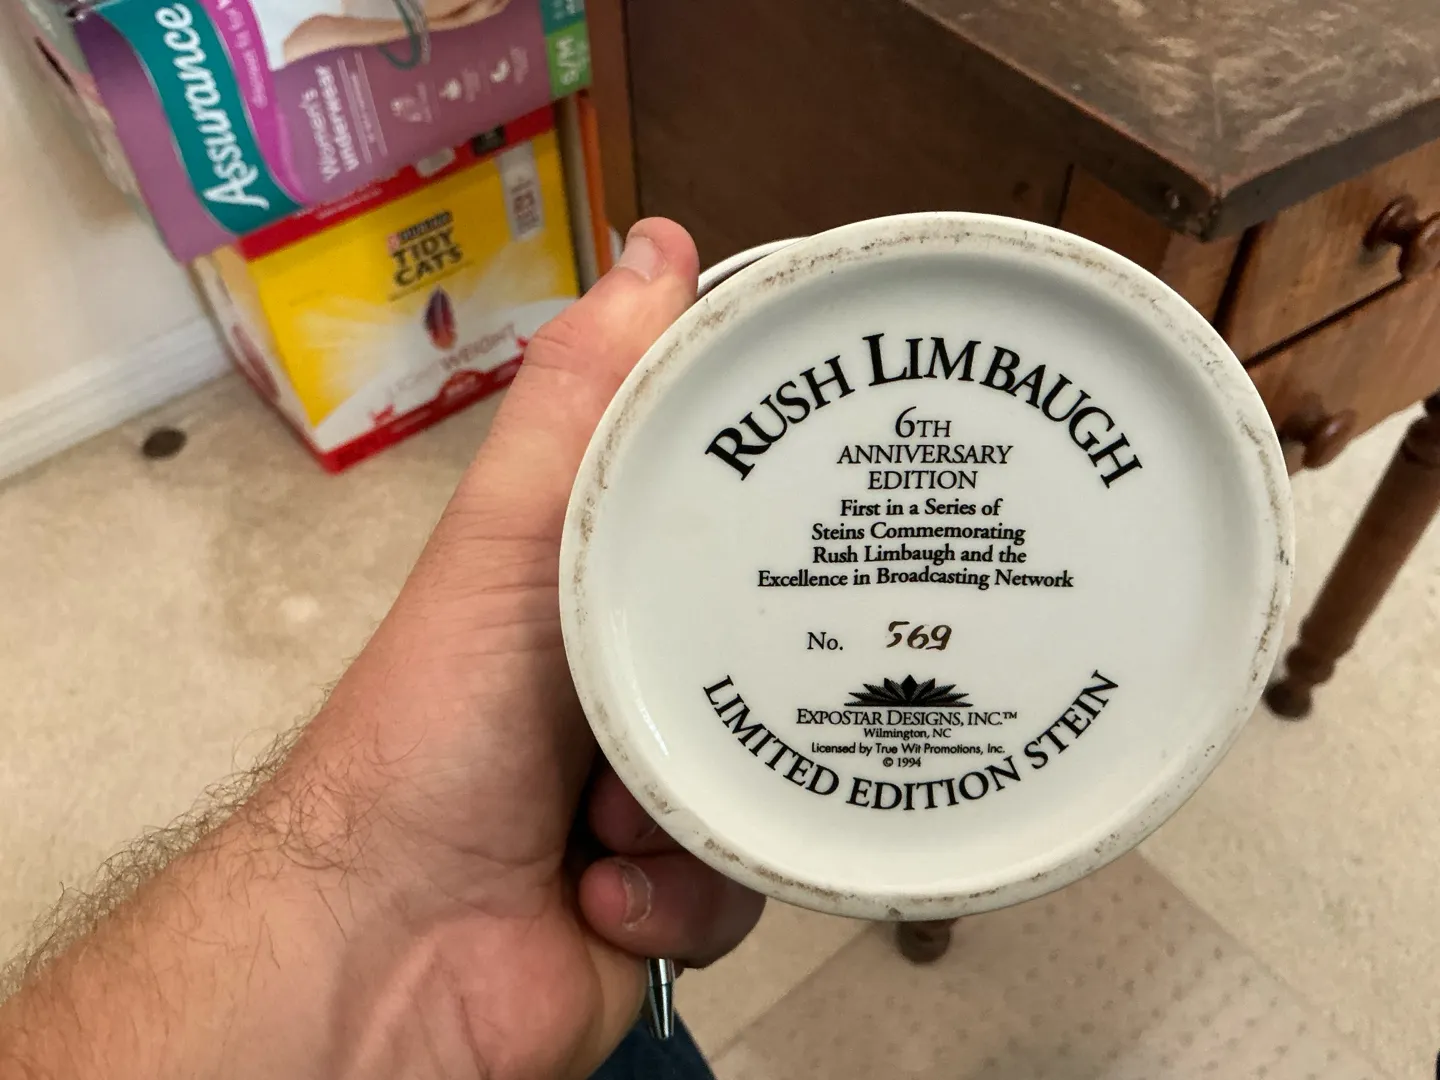 Assurance
Women's
underwear
S/M
PURINA
TIDY
CATS
LIGHTWEIGHT
RUSH LIMBAUGH
6TH
ANNIVERSARY
EDITION
First in a Series of
Steins Commemorating
Rush Limbaugh and the
Excellence in Broadcasting Network
No. 569
EXPOSTAR DESIGNS, INC.™
Wilmington, NC
Licensed by True Wit Promotions, Inc.
© 1994
LIMITED EDITION STEIN